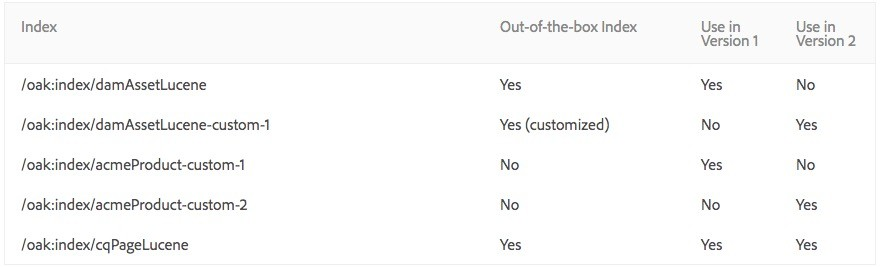 Index Out-of-the-box Index Use in Version 1 Use in Version 2
/oak:index/damAssetLucene Yes Yes No
/oak:index/damAssetLucene-custom-1 Yes (customized) No Yes
/oak:index/acmeProduct-custom-1 No Yes No
/oak:index/acmeProduct-custom-2 No No Yes
/oak:index/cqPageLucene Yes Yes Yes